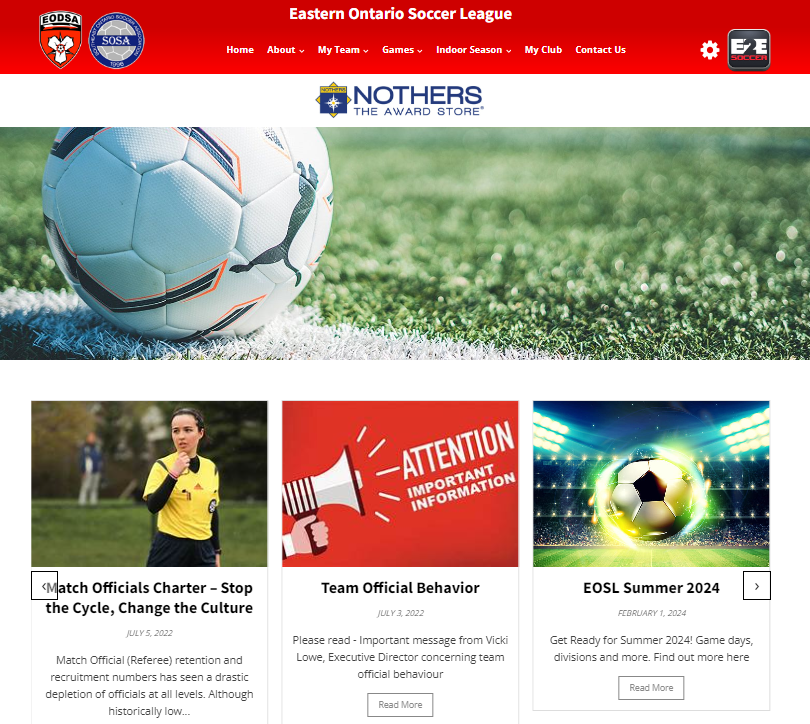 Eastern Ontario Soccer League
EODSA
SOSA
1998
Home About My Team Games Indoor Season My Club Contact Us
E2E
SOCCER
NOTHERS
NOTHERS
THE AWARD STORE
ATTENTION
IMPORTANT
INFORMATION
Match Officials Charter – Stop
the Cycle, Change the Culture
JULY 5, 2022
Match Official (Referee) retention and
recruitment numbers has seen a drastic
depletion of officials at all levels. Although
historically low...
Team Official Behavior
JULY 3, 2022
Please read - Important message from Vicki
Lowe, Executive Director concerning team
official behaviour
Read More
EOSL Summer 2024
FEBRUARY 1, 2024
Get Ready for Summer 2024! Game days,
divisions and more. Find out more here
Read More